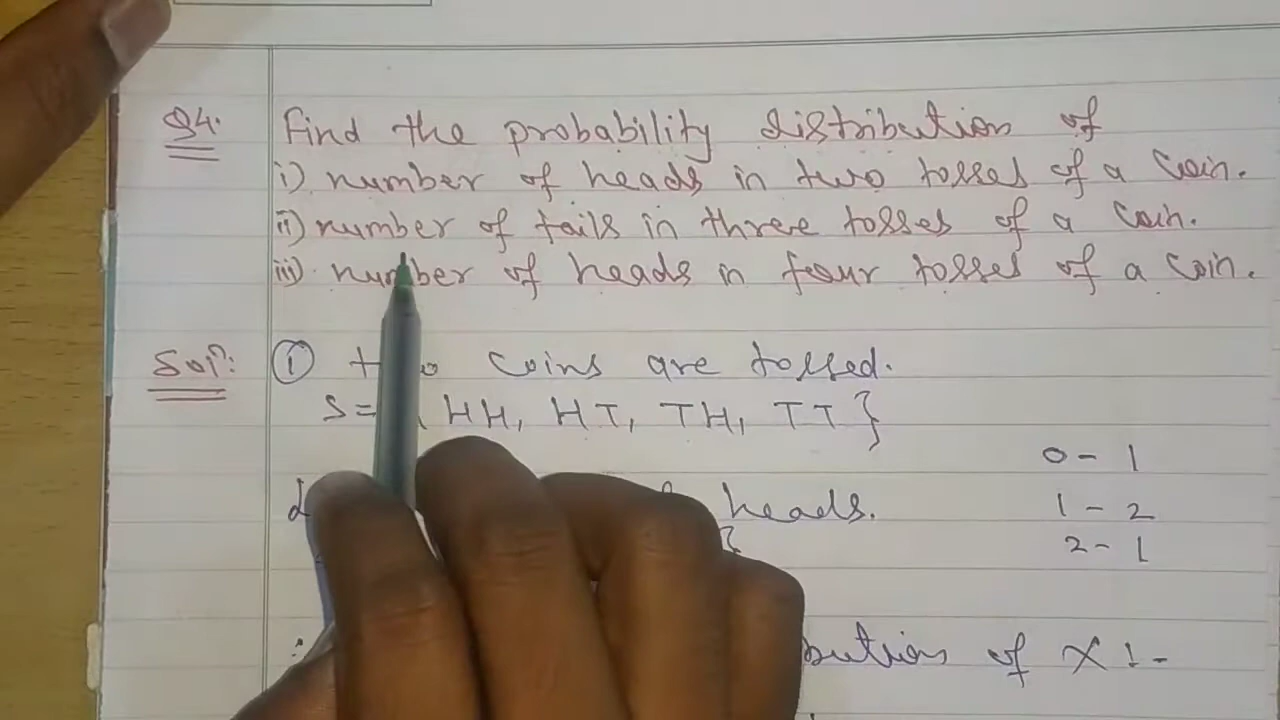 Q4. Find the probability distribution of
i) number of heads in two tosses of a coin.
ii) number of tails in three tosses of a coin.
iii) number of heads in four tosses of a coin.
Solⁿ: ① coins are tossed.
S= HH, HT, TH, TT }
0 - 1
heads.
1 - 2
}
2 - 1
of X :-